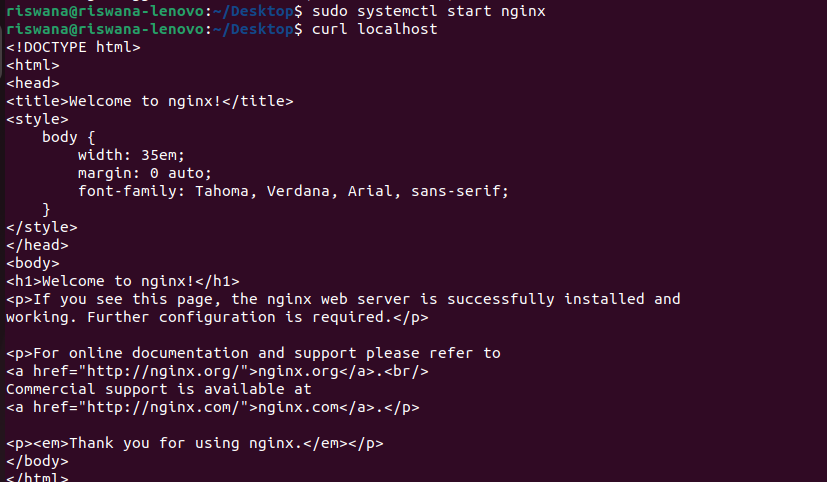 riswana@riswana-lenovo:~/Desktop$ sudo systemctl start nginx
riswana@riswana-lenovo:~/Desktop$ curl localhost
<!DOCTYPE html>
<html>
<head>
<title>Welcome to nginx!</title>
<style>
    body {
        width: 35em;
        margin: 0 auto;
        font-family: Tahoma, Verdana, Arial, sans-serif;
    }
</style>
</head>
<body>
<h1>Welcome to nginx!</h1>
<p>If you see this page, the nginx web server is successfully installed and
working. Further configuration is required.</p>

<p>For online documentation and support please refer to
<a href="http://nginx.org/">nginx.org</a>.<br/>
Commercial support is available at
<a href="http://nginx.com/">nginx.com</a>.</p>

<p><em>Thank you for using nginx.</em></p>
</body>
</html>